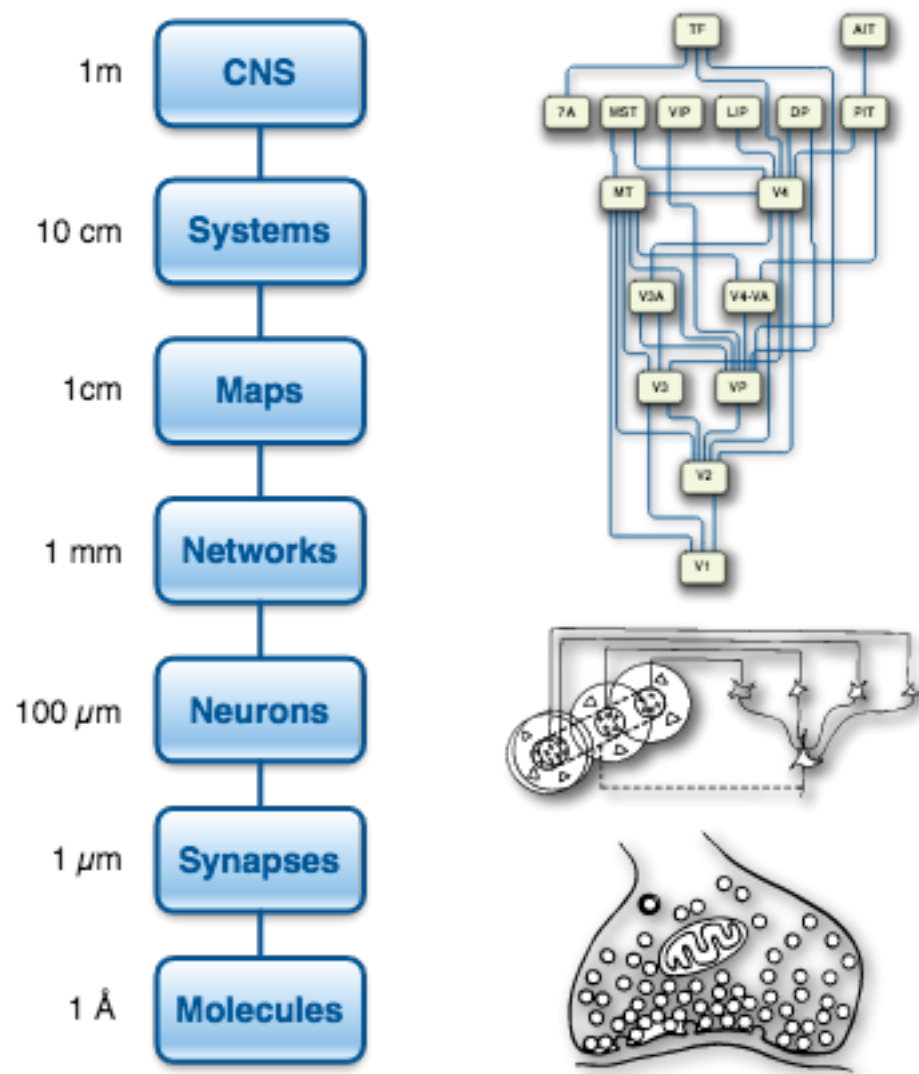 1m
CNS
10 cm
Systems
1cm
Maps
1 mm
Networks
100 µm
Neurons
1 µm
Synapses
1 Å
Molecules
TF
AIT
7A
MST
VIP
LIP
DP
PIT
MT
V4
V3A
V4-VA
V3
VP
V2
V1